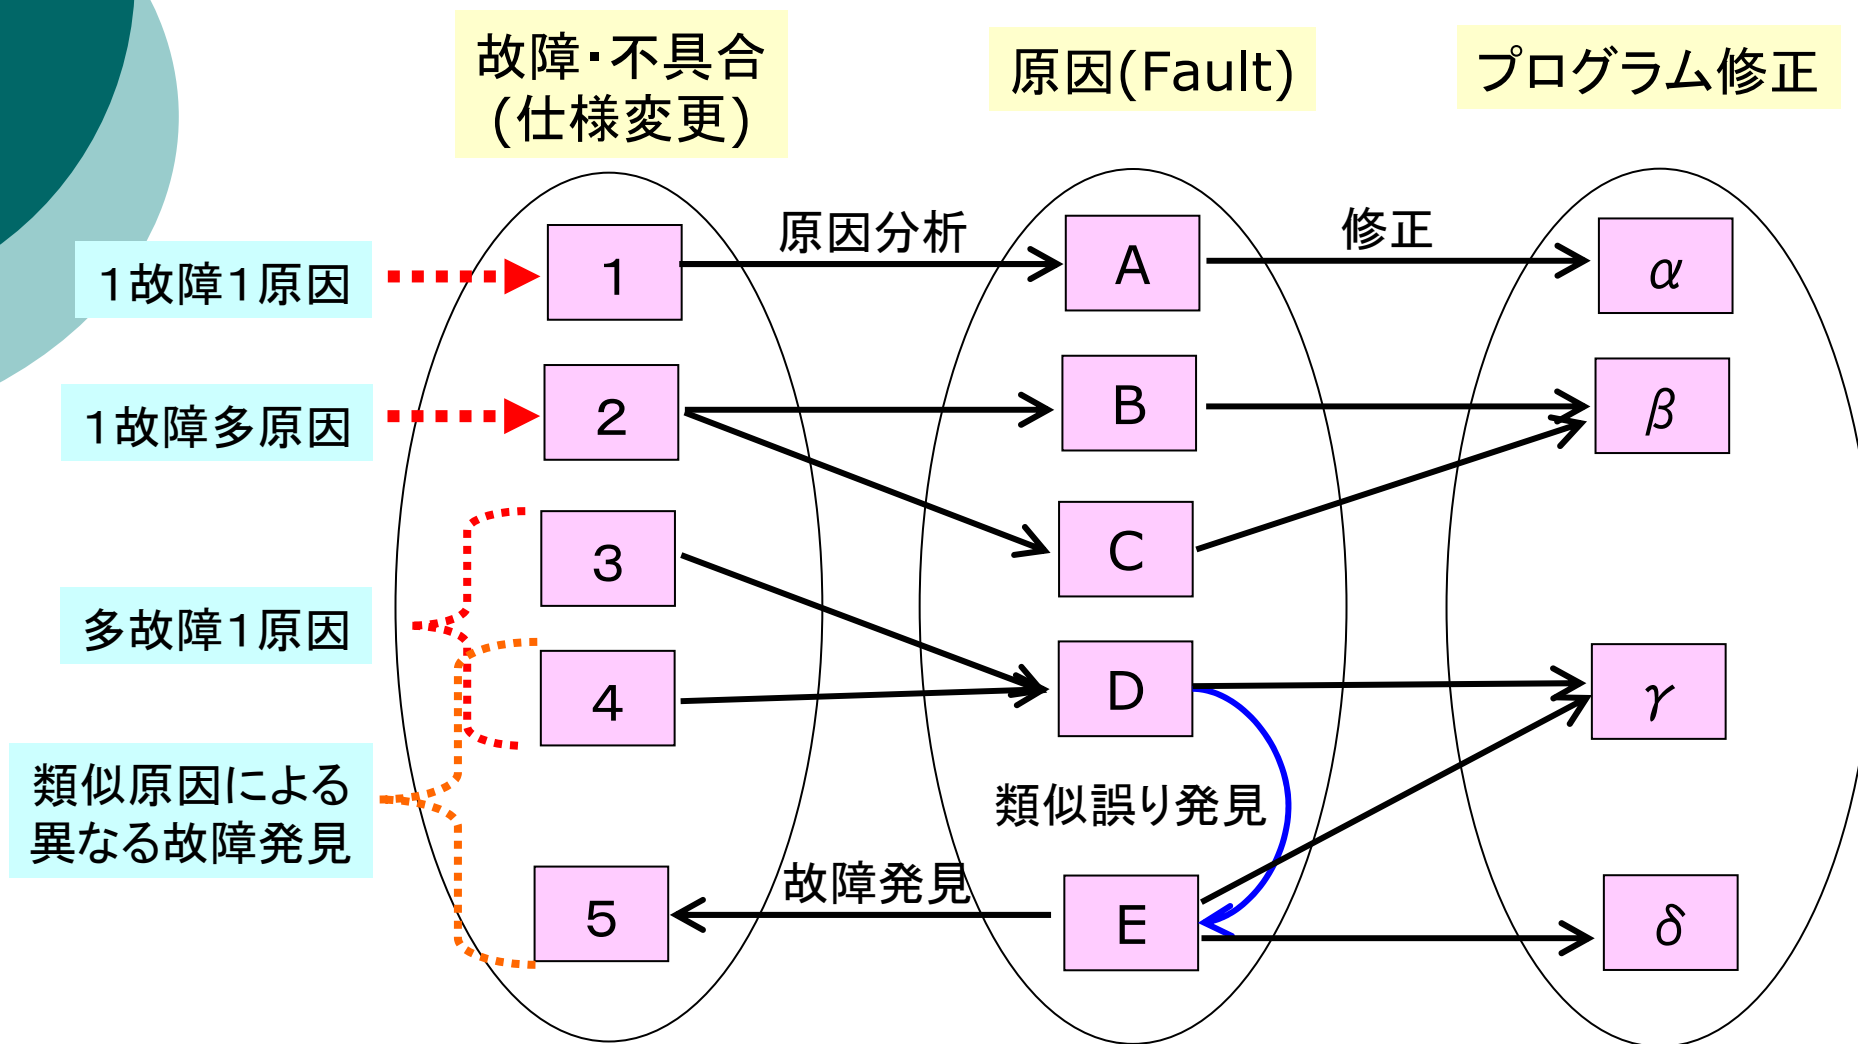 故障・不具合
(仕様変更)
原因(Fault)
プログラム修正
1故障1原因
1
原因分析
A
修正
α
1故障多原因
2
B
β
3
C
多故障1原因
4
D
γ
類似原因による
異なる故障発見
類似誤り発見
5
故障発見
E
δ